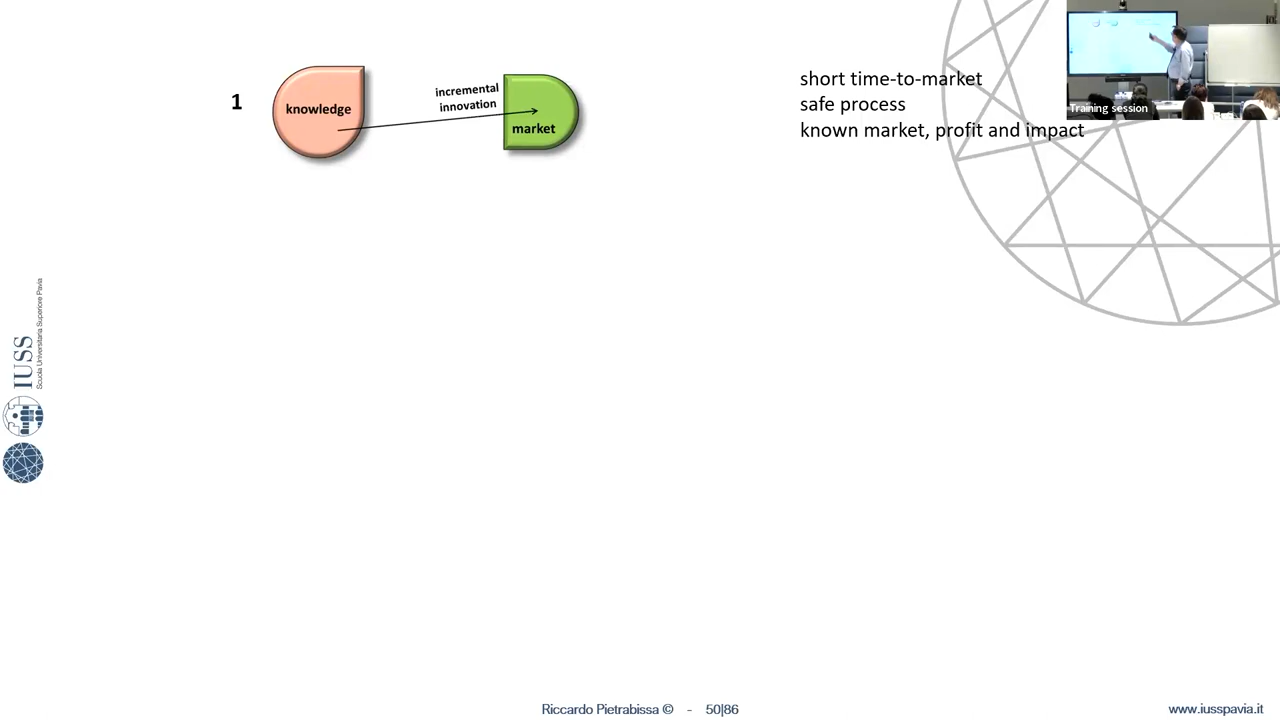 1
knowledge
incremental
innovation
market
short time-to-market
safe process
known market, profit and impact
Training session
IUSS
Scuola Universitaria Superiore Pavia
Riccardo Pietrabissa © - 50|86
www.iusspavia.it